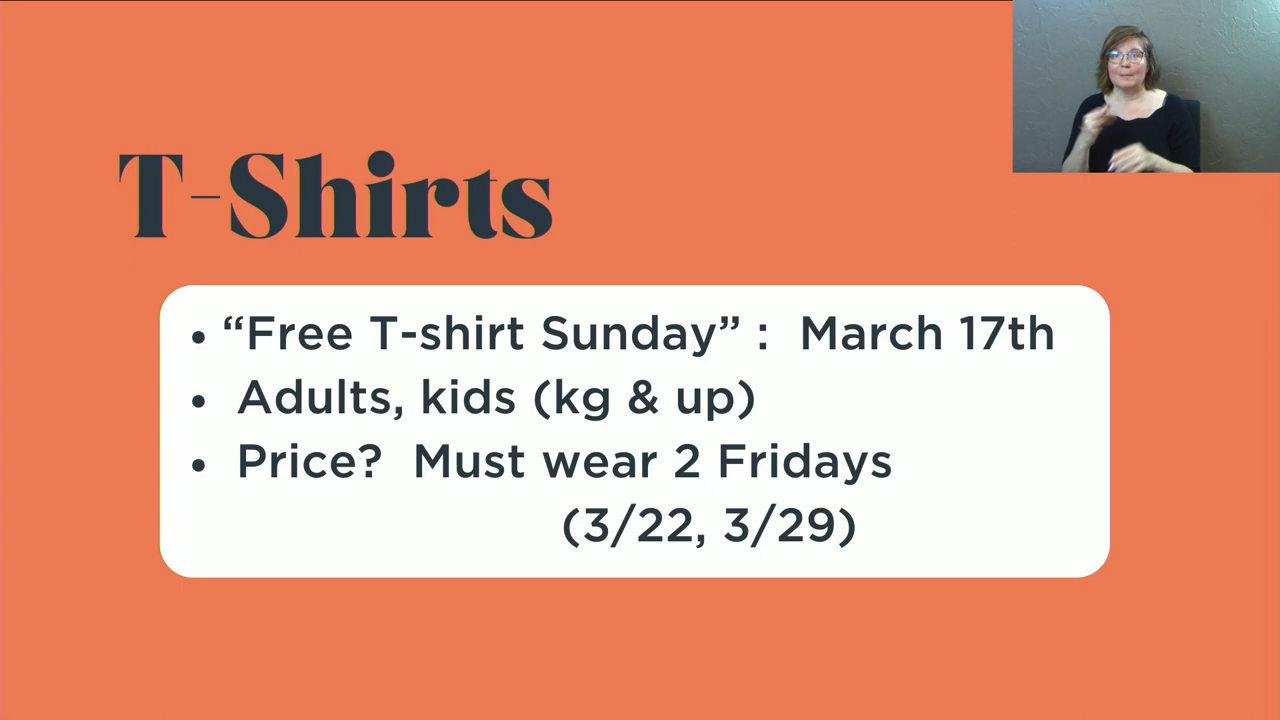 T-Shirts
• “Free T-shirt Sunday” : March 17th
• Adults, kids (kg & up)
• Price? Must wear 2 Fridays
(3/22, 3/29)